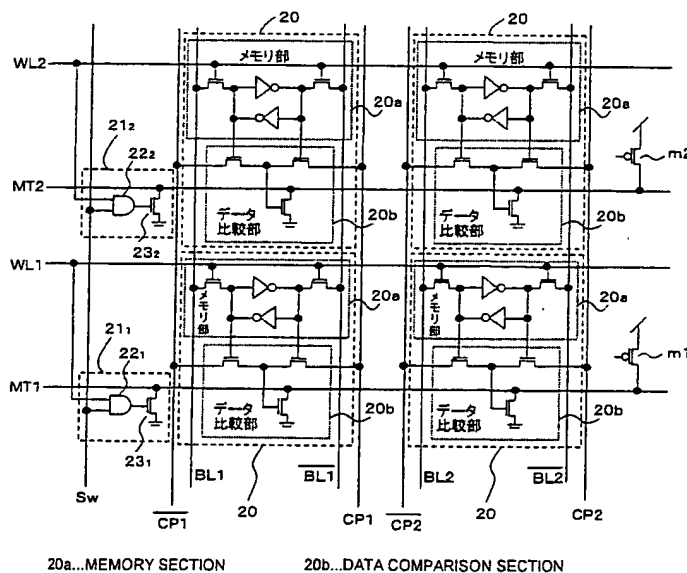 20
20
メモリ部
メモリ部
WL2
20a
20a
21₂
22₂
m2
MT2
データ
比較部
20b
データ
比較部
20b
23₂
WL1
メモリ部
20a
メモリ部
20a
21₁
22₁
m1
MT1
データ
比較部
20b
データ
比較部
20b
23₁
Sw
CP1
BL1
20
BL1
CP1
CP2
BL2
20
BL2
CP2
20a...MEMORY SECTION
20b...DATA COMPARISON SECTION